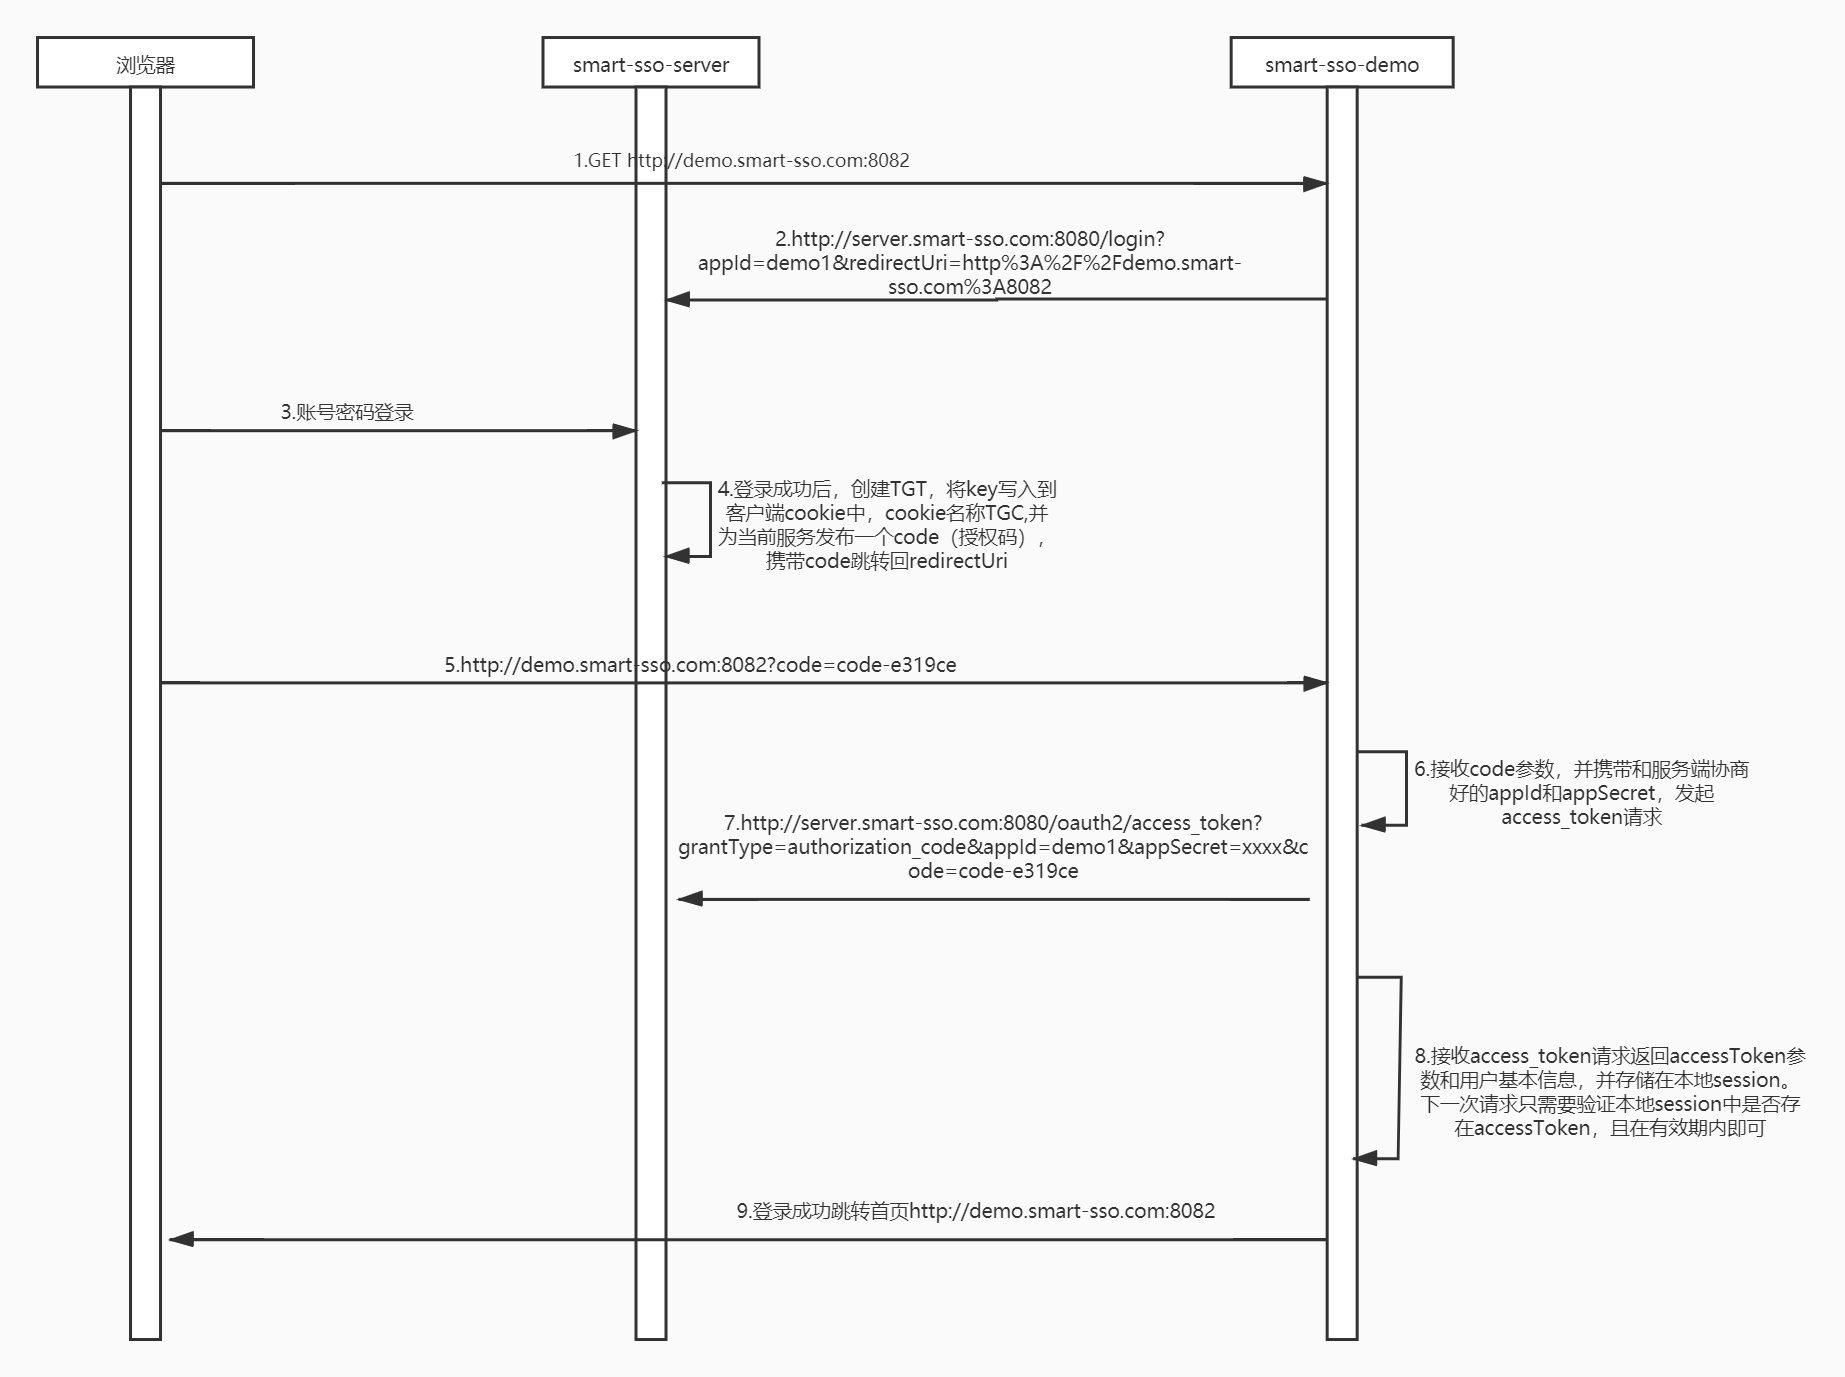 浏览器
smart-sso-server
smart-sso-demo
1.GET http://demo.smart-sso.com:8082
2.http://server.smart-sso.com:8080/login?
appId=demo1&redirectUri=http%3A%2F%2Fdemo.smart-
sso.com%3A8082
3.账号密码登录
4.登录成功后，创建TGT，将key写入到
客户端cookie中，cookie名称TGC,并
为当前服务发布一个code（授权码），
携带code跳转回redirectUri
5.http://demo.smart-sso.com:8082?code=code-e319ce
6.接收code参数，并携带和服务端协商
好的appId和appSecret，发起
access_token请求
7.http://server.smart-sso.com:8080/oauth2/access_token?
grantType=authorization_code&appId=demo1&appSecret=xxxx&c
ode=code-e319ce
8.接收access_token请求返回accessToken参
数和用户基本信息，并存储在本地session。
下一次请求只需要验证本地session中是否存
在accessToken，且在有效期内即可
9.登录成功跳转首页http://demo.smart-sso.com:8082